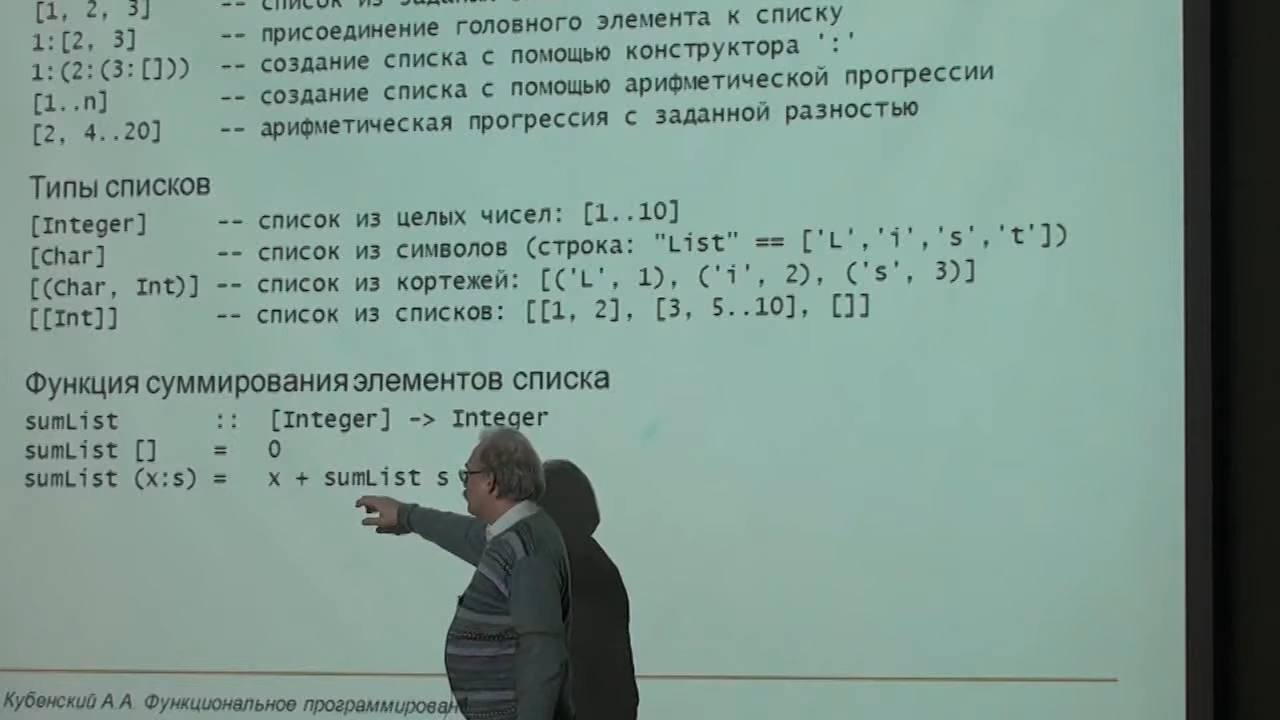 [1, 2, 3] -- список из
1:[2, 3] -- присоединение головного элемента к списку
1:(2:(3:[])) -- создание списка с помощью конструктора ':'
[1..n] -- создание списка с помощью арифметической прогрессии
[2, 4..20] -- арифметическая прогрессия с заданной разностью
Типы списков
[Integer] -- список из целых чисел: [1..10]
[Char] -- список из символов (строка: "List" == ['L','i','s','t'])
[(Char, Int)] -- список из кортежей: [('L', 1), ('i', 2), ('s', 3)]
[[Int]] -- список из списков: [[1, 2], [3, 5..10], []]
Функция суммирования элементов списка
sumList :: [Integer] -> Integer
sumList [] = 0
sumList (x:s) = x + sumList s
Кубенский А.А. Функциональное программирован